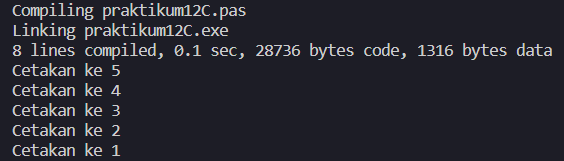 Compiling praktikum12C.pas
Linking praktikum12C.exe
8 lines compiled, 0.1 sec, 28736 bytes code, 1316 bytes data
Cetakan ke 5
Cetakan ke 4
Cetakan ke 3
Cetakan ke 2
Cetakan ke 1